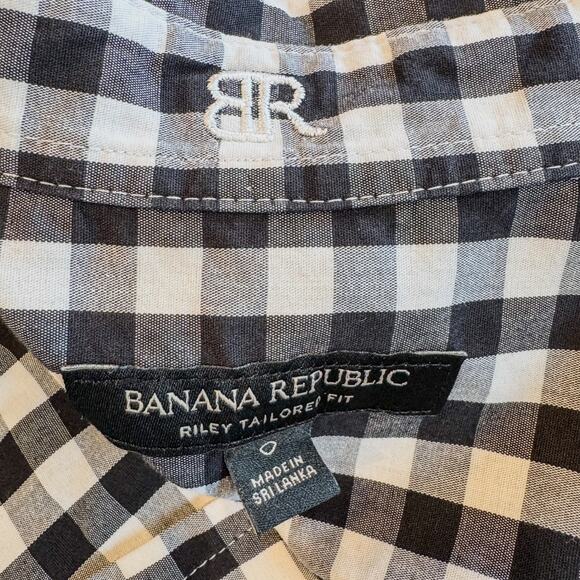 BR
BANANA REPUBLIC
RILEY TAILORED FIT
0
MADE IN
SRI LANKA